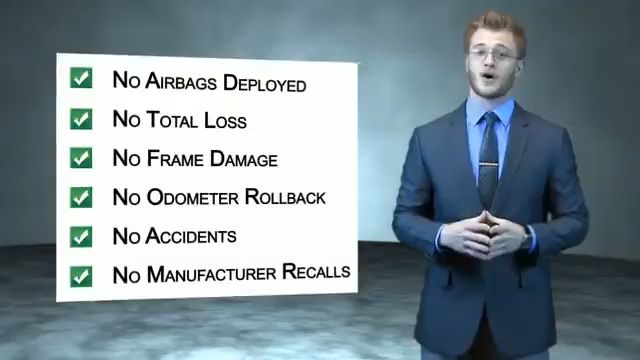 No Airbags Deployed
No Total Loss
No Frame Damage
No Odometer Rollback
No Accidents
No Manufacturer Recalls